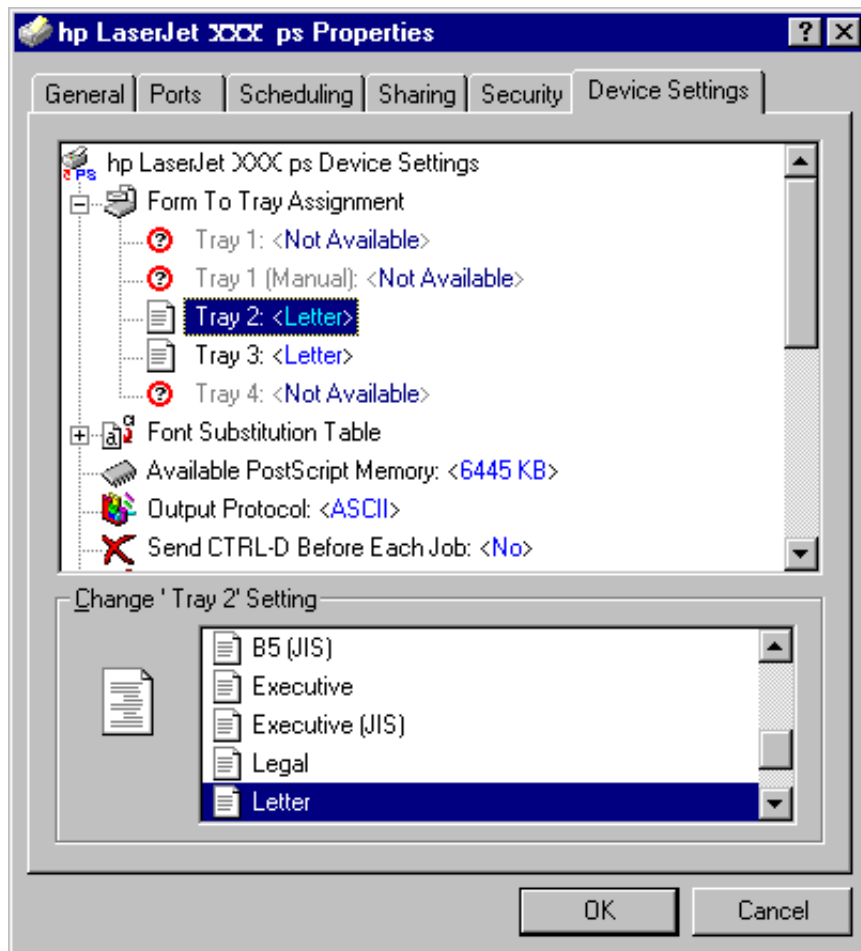 hp LaserJet XXX ps Properties
General Ports Scheduling Sharing Security Device Settings
hp LaserJet XXX ps Device Settings
Form To Tray Assignment
Tray 1: <Not Available>
Tray 1 (Manual): <Not Available>
Tray 2: <Letter>
Tray 3: <Letter>
Tray 4: <Not Available>
Font Substitution Table
Available PostScript Memory: <6445 KB>
Output Protocol: <ASCII>
Send CTRL-D Before Each Job: <No>
Change ' Tray 2' Setting
B5 (JIS)
Executive
Executive (JIS)
Legal
Letter
OK Cancel